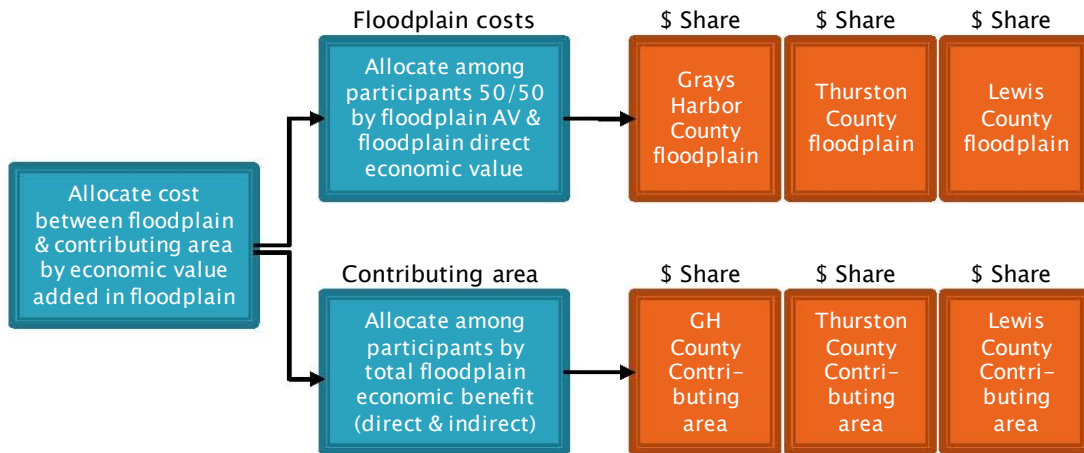 Floodplain costs
$ Share
$ Share
$ Share
Allocate among
participants 50/50
by floodplain AV &
floodplain direct
economic value
Grays
Harbor
County
floodplain
Thurston
County
floodplain
Lewis
County
floodplain
Allocate cost
between floodplain
& contributing area
by economic value
added in floodplain
Contributing area
$ Share
$ Share
$ Share
Allocate among
participants by
total floodplain
economic benefit
(direct & indirect)
GH
County
Contri-
buting
area
Thurston
County
Contri-
buting
area
Lewis
County
Contri-
buting
area